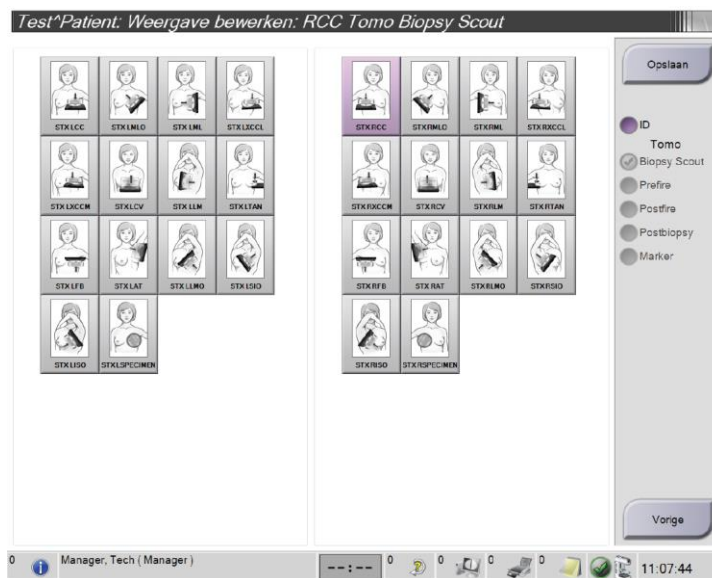 Test^Patient: Weergave bewerken: RCC Tomo Biopsy Scout
STX LCC STX LMLO STX LML STX LXCCL
STX LXCCM STX LCV STX LLM STX LTAN
STX LFB STX LAT STX LLMO STX LSIO
STX LISO STX LSPECIMEN
STX RCC STX RMLO STX RML STX RXCCL
STX RXCCM STX RCV STX RLM STX RTAN
STX RFB STX RAT STX RLMO STX RSIO
STX RISO STX RSPECIMEN
Opslaan
ID
Tomo
Biopsy Scout
Prefire
Postfire
Postbiopsy
Marker
Vorige
0 Manager, Tech ( Manager ) --:-- 0 0 0 0 11:07:44